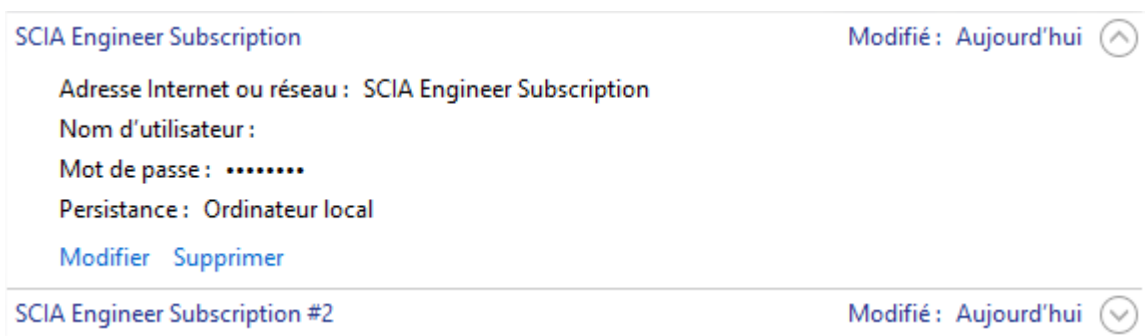 SCIA Engineer Subscription Modifié : Aujourd'hui
Adresse Internet ou réseau : SCIA Engineer Subscription
Nom d'utilisateur :
Mot de passe : ••••••••
Persistance : Ordinateur local
Modifier Supprimer
SCIA Engineer Subscription #2 Modifié : Aujourd'hui